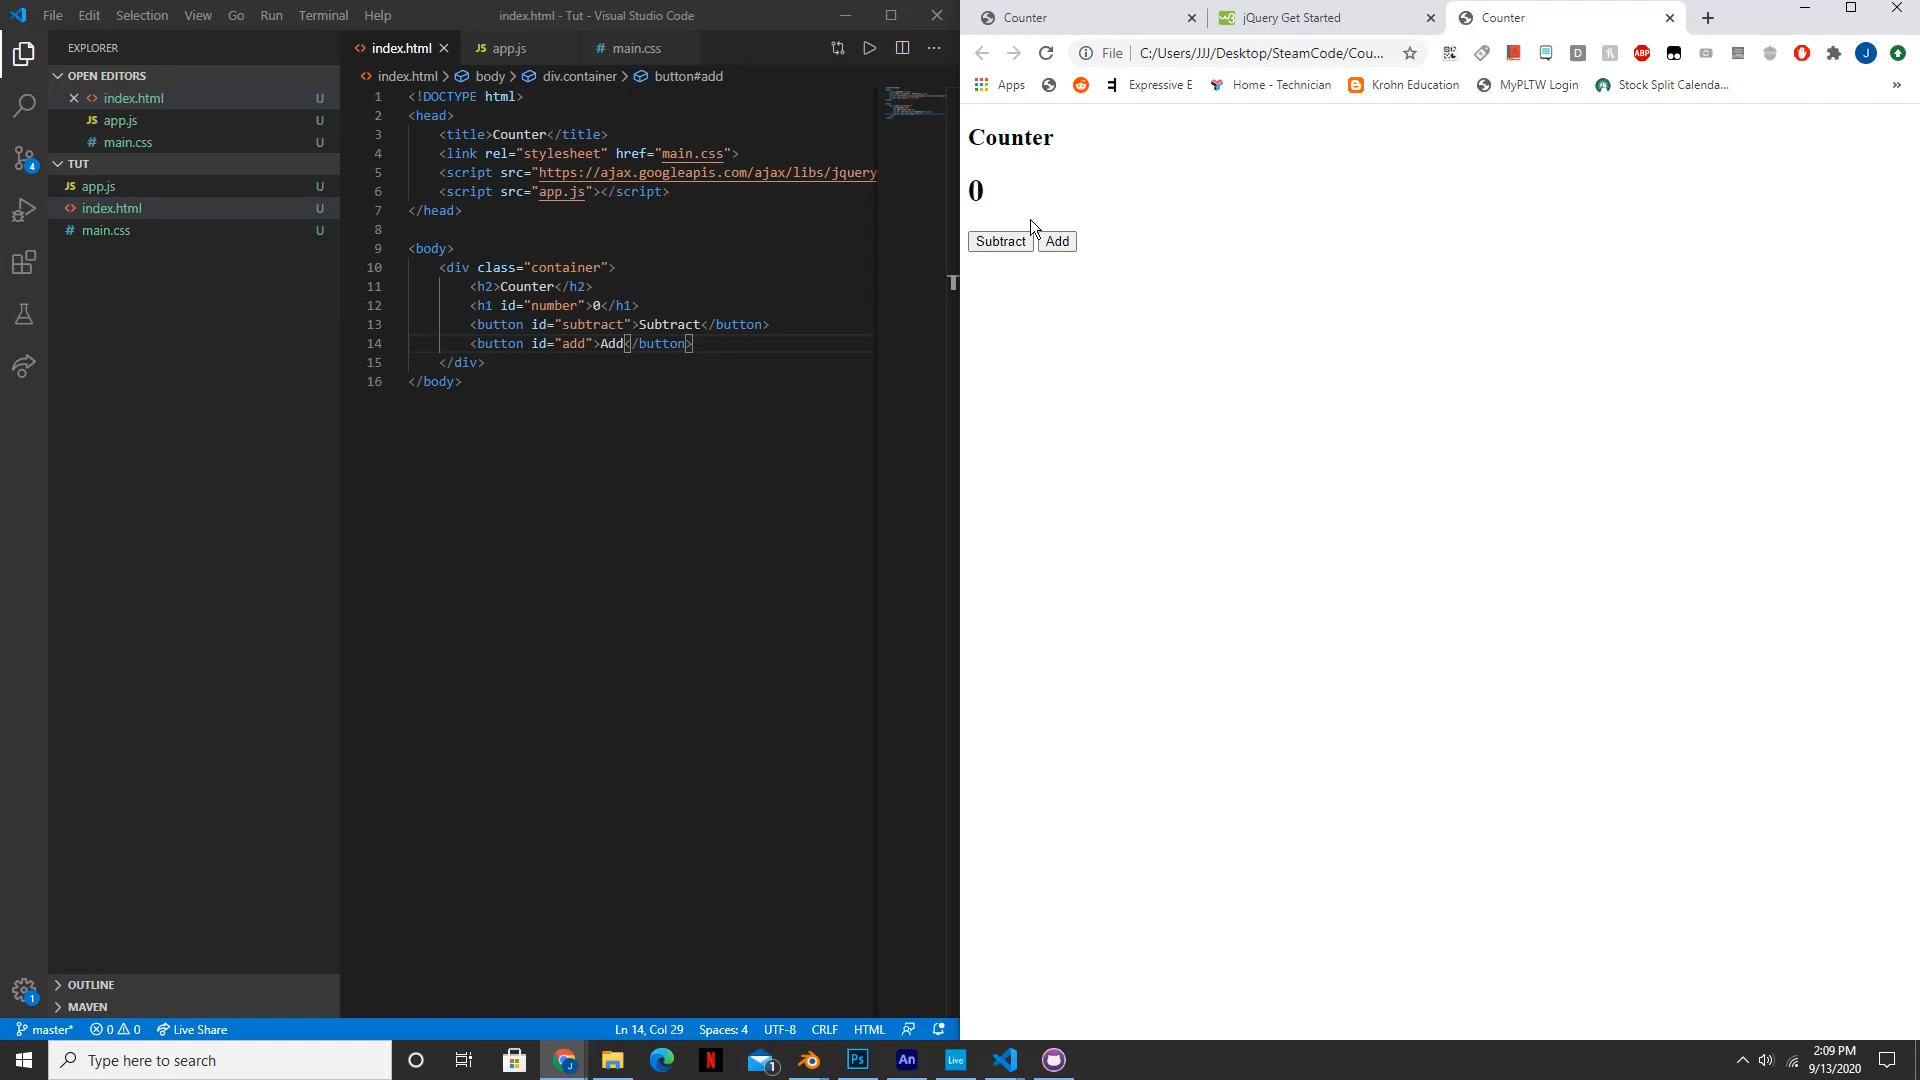 File Edit Selection View Go Run Terminal Help
index.html - Tut - Visual Studio Code
EXPLORER
OPEN EDITORS
index.html U
JS app.js U
# main.css U
TUT
JS app.js U
index.html U
# main.css U
OUTLINE
MAVEN
index.html JS app.js # main.css
index.html > body > div.container > button#add
1 <!DOCTYPE html>
2 <head>
3 <title>Counter</title>
4 <link rel="stylesheet" href="main.css">
5 <script src="https://ajax.googleapis.com/ajax/libs/jquery
6 <script src="app.js"></script>
7 </head>
8
9 <body>
10 <div class="container">
11 <h2>Counter</h2>
12 <h1 id="number">0</h1>
13 <button id="subtract">Subtract</button>
14 <button id="add">Add</button>
15 </div>
16 </body>
4
1
master* 0 0 Live Share
Ln 14, Col 29 Spaces: 4 UTF-8 CRLF HTML
Counter jQuery Get Started Counter
File C:/Users/JJJ/Desktop/SteamCode/Cou...
D ABP J
Apps Expressive E Home - Technician Krohn Education MyPLTW Login Stock Split Calenda... »
Counter
0
Subtract Add
Type here to search
J N 1 Ps An Live
2:09 PM
9/13/2020